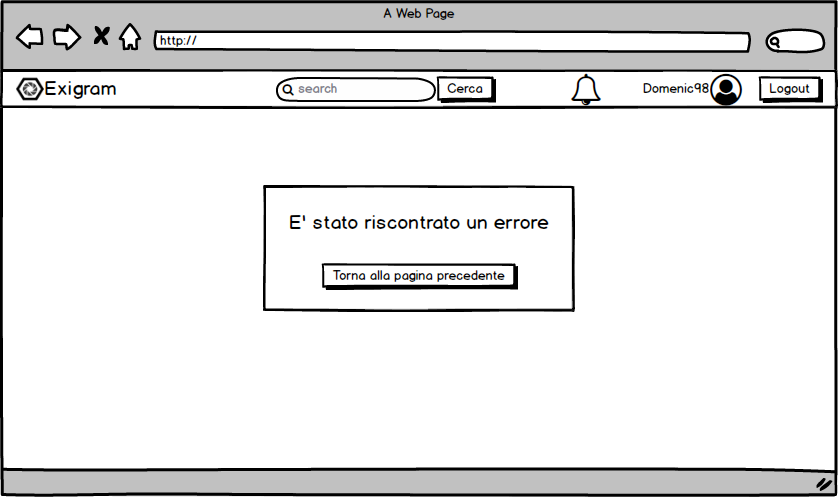 A Web Page
http://
Exigram
search
Cerca
Domenic98
Logout
E' stato riscontrato un errore
Torna alla pagina precedente